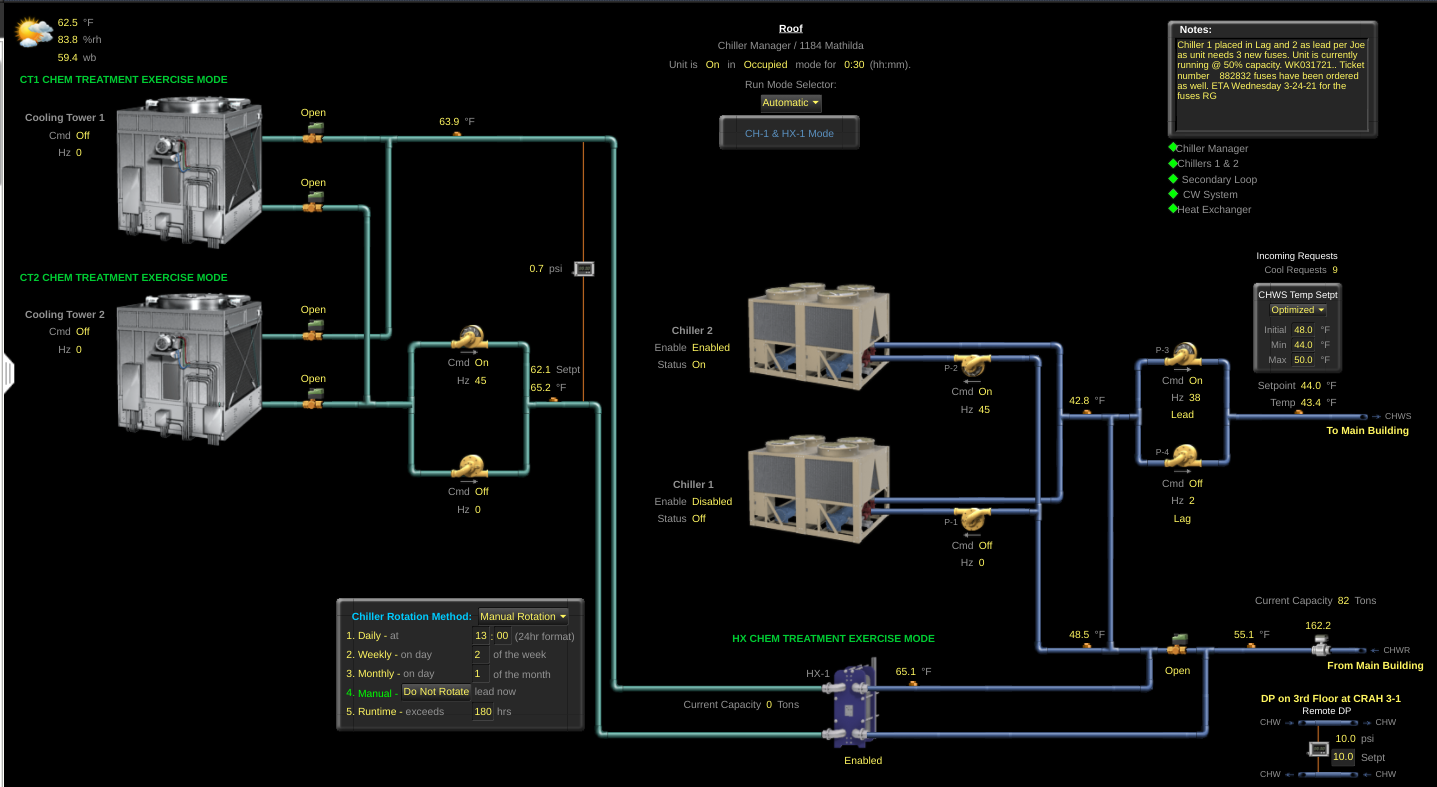 62.5 °F
83.8 %rh
59.4 wb
Roof
Chiller Manager / 1184 Mathilda
Unit is On in Occupied mode for 0:30 (hh:mm).
Run Mode Selector:
Automatic
CH-1 & HX-1 Mode
Notes:
Chiller 1 placed in Lag and 2 as lead per Joe
as unit needs 3 new fuses. Unit is currently
running @ 50% capacity. WK031721.. Ticket
number 882832 fuses have been ordered
as well. ETA Wednesday 3-24-21 for the
fuses RG
Chiller Manager
Chillers 1 & 2
Secondary Loop
CW System
Heat Exchanger
CT1 CHEM TREATMENT EXERCISE MODE
Cooling Tower 1
Cmd Off
Hz 0
Open
63.9 °F
Open
0.7 psi
CT2 CHEM TREATMENT EXERCISE MODE
Cooling Tower 2
Cmd Off
Hz 0
Open
Open
Cmd On
Hz 45
62.1 Setpt
65.2 °F
Cmd Off
Hz 0
Chiller 2
Enable Enabled
Status On
P-2
Cmd On
Hz 45
Chiller 1
Enable Disabled
Status Off
P-1
Cmd Off
Hz 0
42.8 °F
P-3
Cmd On
Hz 38
Lead
P-4
Cmd Off
Hz 2
Lag
Incoming Requests
Cool Requests 9
CHWS Temp Setpt
Optimized
Initial 48.0 °F
Min 44.0 °F
Max 50.0 °F
Setpoint 44.0 °F
Temp 43.4 °F
CHWS
To Main Building
Chiller Rotation Method: Manual Rotation
1. Daily - at 13 : 00 (24hr format)
2. Weekly - on day 2 of the week
3. Monthly - on day 1 of the month
4. Manual - Do Not Rotate lead now
5. Runtime - exceeds 180 hrs
HX CHEM TREATMENT EXERCISE MODE
HX-1
65.1 °F
Current Capacity 0 Tons
Enabled
Current Capacity 82 Tons
48.5 °F
Open
55.1 °F
162.2
CHWR
From Main Building
DP on 3rd Floor at CRAH 3-1
Remote DP
CHW CHW
10.0 psi
10.0 Setpt
CHW CHW